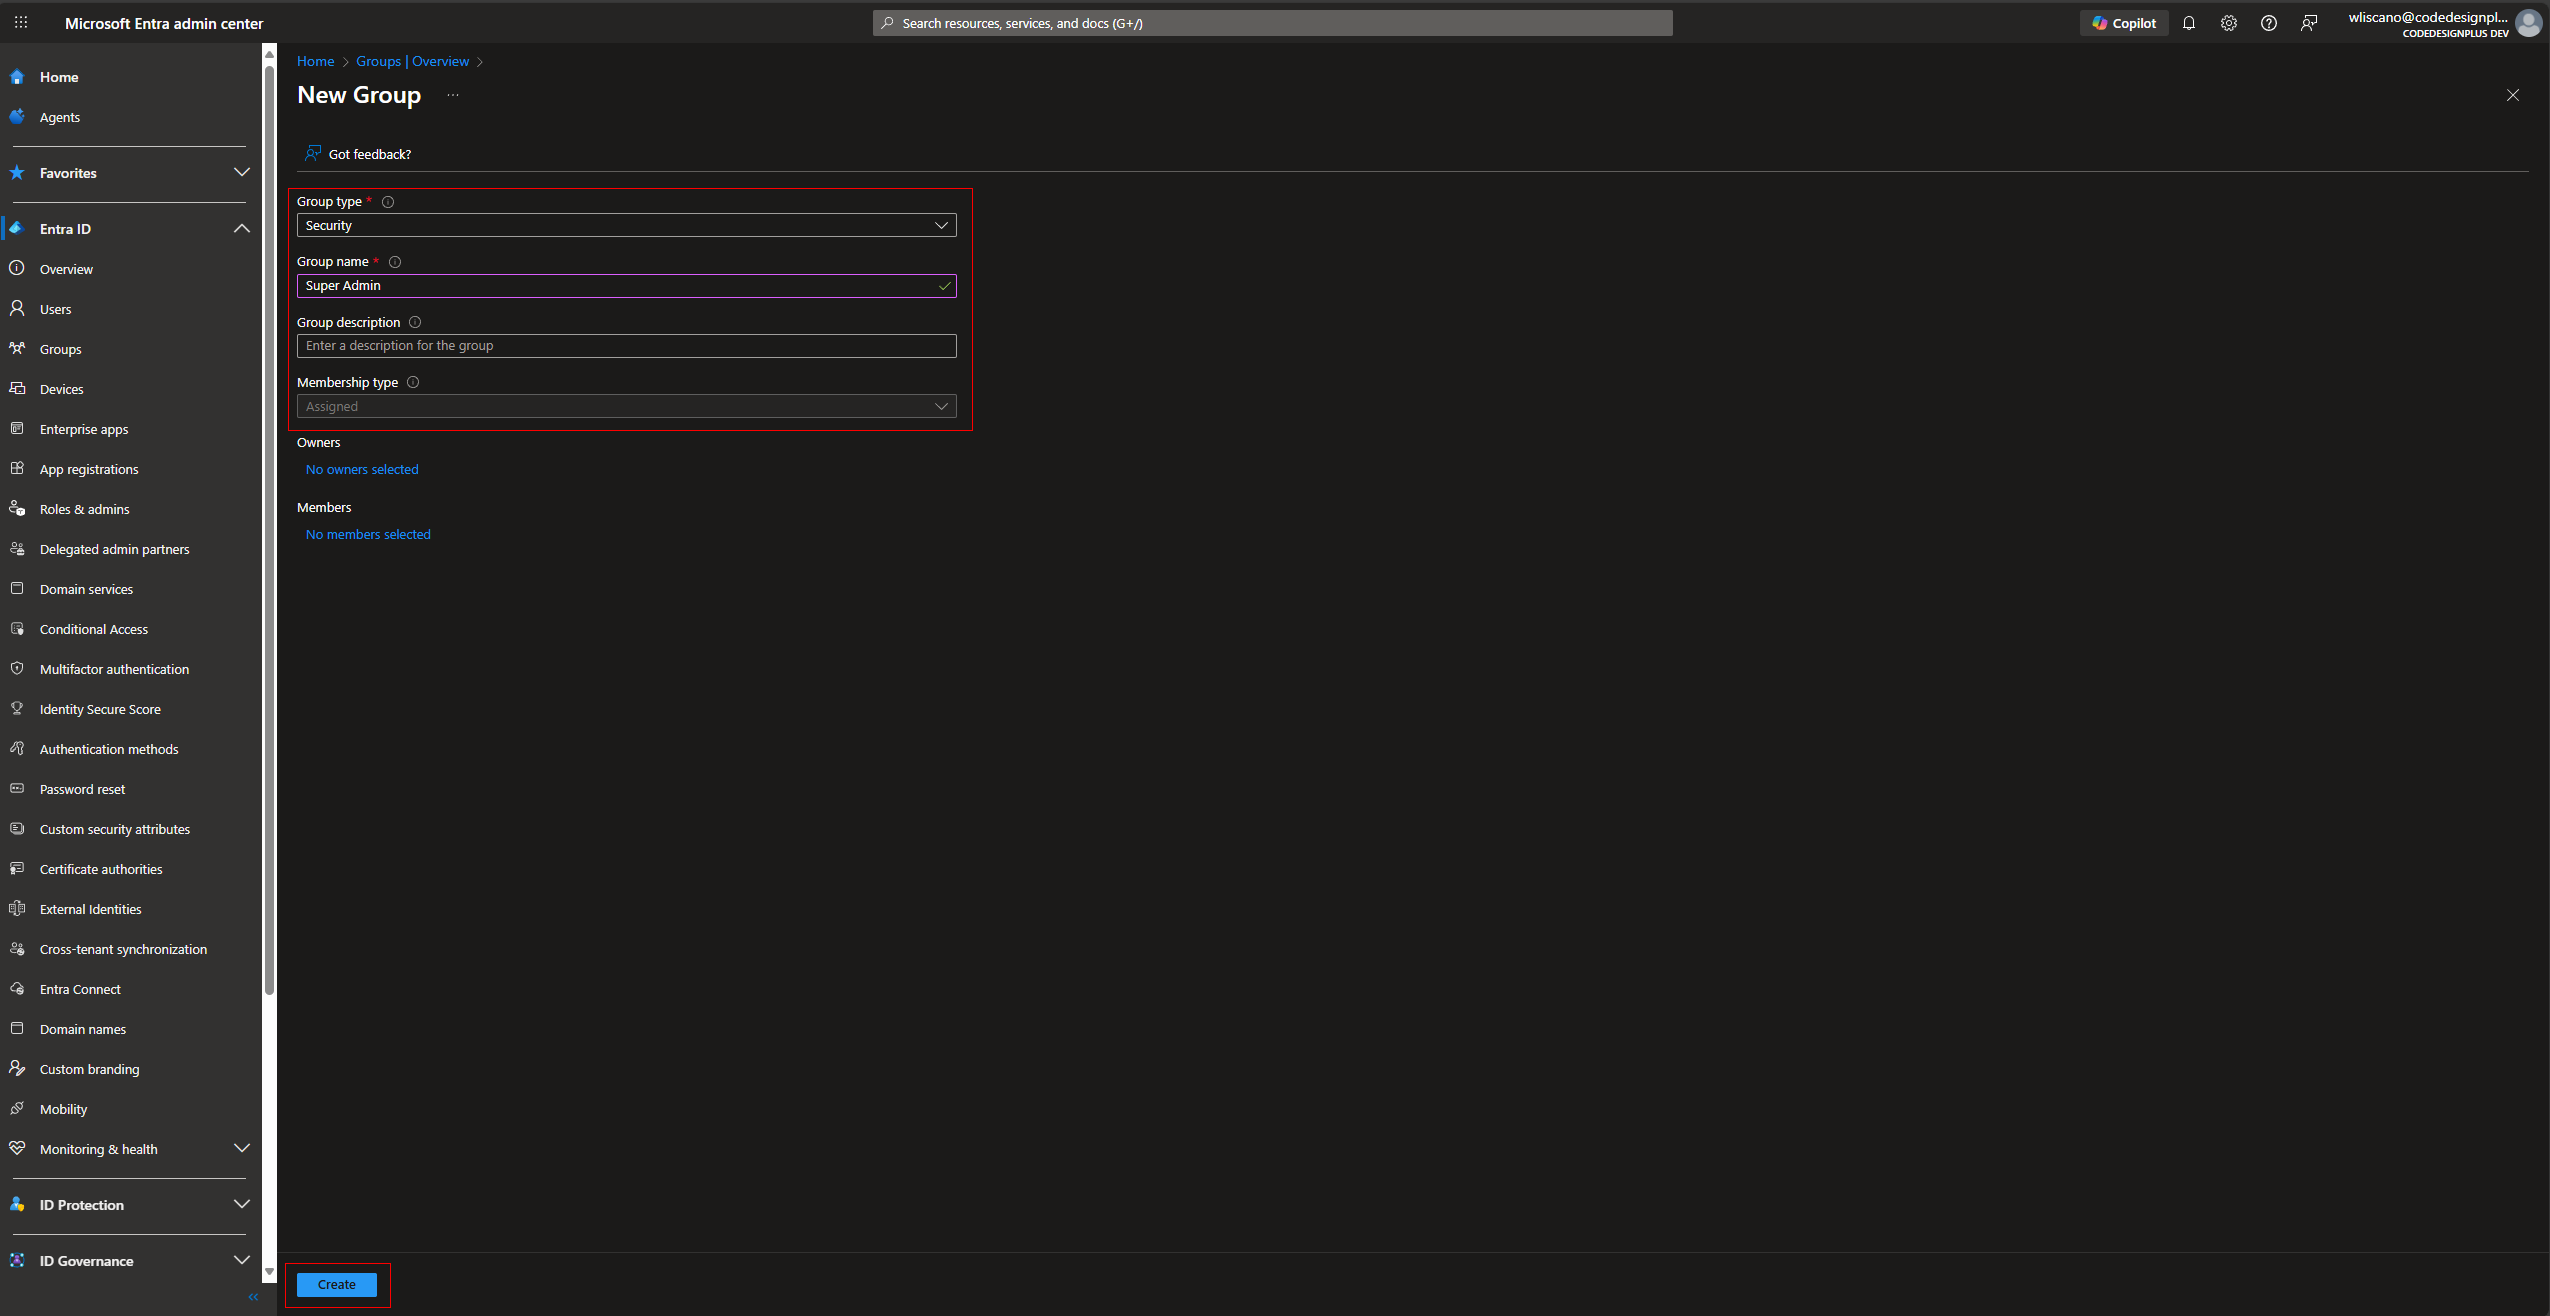 Microsoft Entra admin center
Search resources, services, and docs (G+/)
Copilot
wliscano@codedesignpl...
CODEDESIGNPLUS DEV
Home
Agents
Favorites
Entra ID
Overview
Users
Groups
Devices
Enterprise apps
App registrations
Roles & admins
Delegated admin partners
Domain services
Conditional Access
Multifactor authentication
Identity Secure Score
Authentication methods
Password reset
Custom security attributes
Certificate authorities
External Identities
Cross-tenant synchronization
Entra Connect
Domain names
Custom branding
Mobility
Monitoring & health
ID Protection
ID Governance
Home > Groups | Overview >
New Group ...
Got feedback?
Group type *
Security
Group name *
Super Admin
Group description
Enter a description for the group
Membership type
Assigned
Owners
No owners selected
Members
No members selected
Create